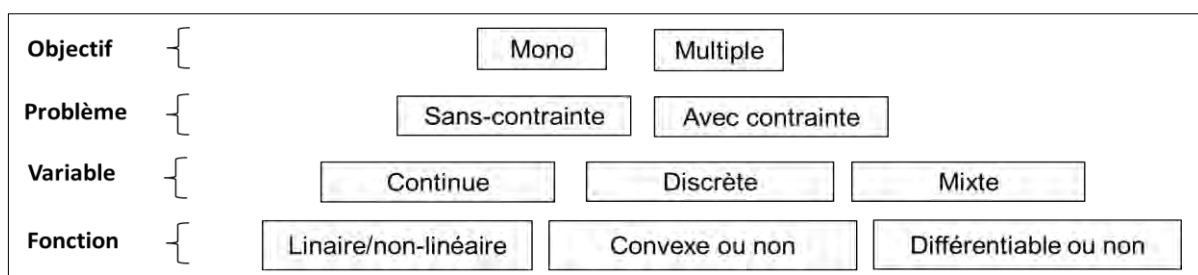 Objectif { Mono Multiple
Problème { Sans-contrainte Avec contrainte
Variable { Continue Discrète Mixte
Fonction { Linaire/non-linéaire Convexe ou non Différentiable ou non